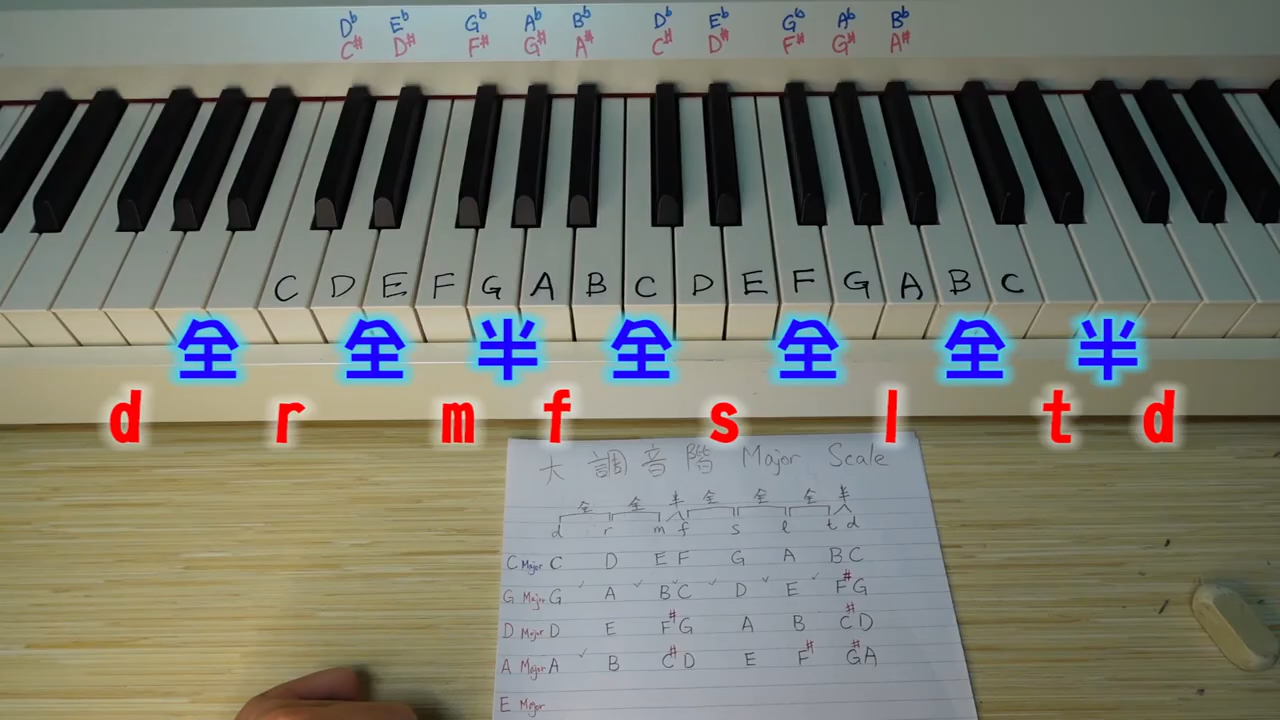 D♭ E♭ G♭ A♭ B♭ D♭ E♭ G♭ A♭ B♭
C# D# F# G# A# C# D# F# G# A#
C D E F G A B C D E F G A B C
全 全 半 全 全 全 半
d r m f s l t d
大 調 音 階 Major Scale
全 全 半 全 全 全 半
d r m f s l t d
C Major C D E F G A B C
G Major G A B C D E F# G
D Major D E F# G A B C# D
A Major A B C# D E F# G# A
E Major